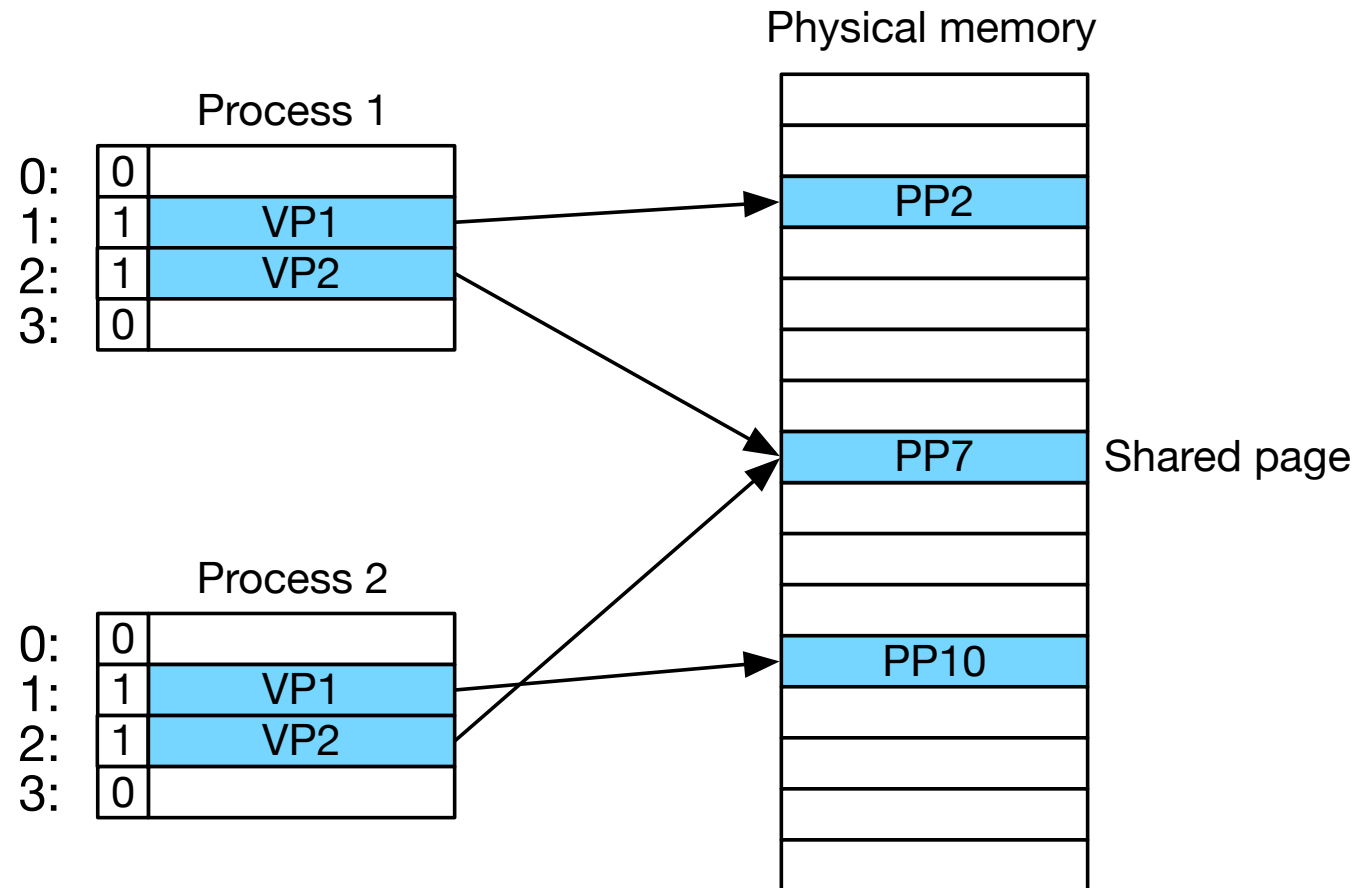 Physical memory
Process 1
0: 0
1: 1 VP1
2: 1 VP2
3: 0
PP2
PP7 Shared page
Process 2
0: 0
1: 1 VP1
2: 1 VP2
3: 0
PP10